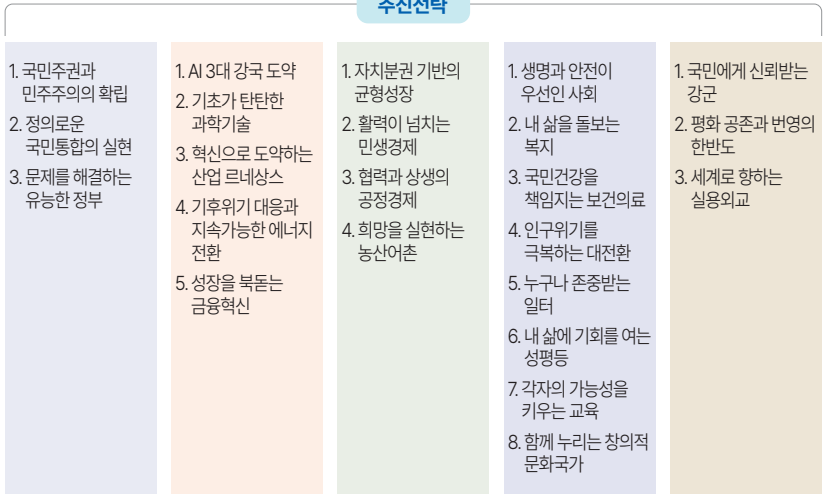 추진전략
1. 국민주권과
민주주의의 확립
2. 정의로운
국민통합의 실현
3. 문제를 해결하는
유능한 정부
1. AI 3대 강국 도약
2. 기초가 탄탄한
과학기술
3. 혁신으로 도약하는
산업 르네상스
4. 기후위기 대응과
지속가능한 에너지
전환
5. 성장을 북돋는
금융혁신
1. 자치분권 기반의
균형성장
2. 활력이 넘치는
민생경제
3. 협력과 상생의
공정경제
4. 희망을 실현하는
농산어촌
1. 생명과 안전이
우선인 사회
2. 내 삶을 돌보는
복지
3. 국민건강을
책임지는 보건의료
4. 인구위기를
극복하는 대전환
5. 누구나 존중받는
일터
6. 내 삶에 기회를 여는
성평등
7. 각자의 가능성을
키우는 교육
8. 함께 누리는 창의적
문화국가
1. 국민에게 신뢰받는
강군
2. 평화 공존과 번영의
한반도
3. 세계로 향하는
실용외교